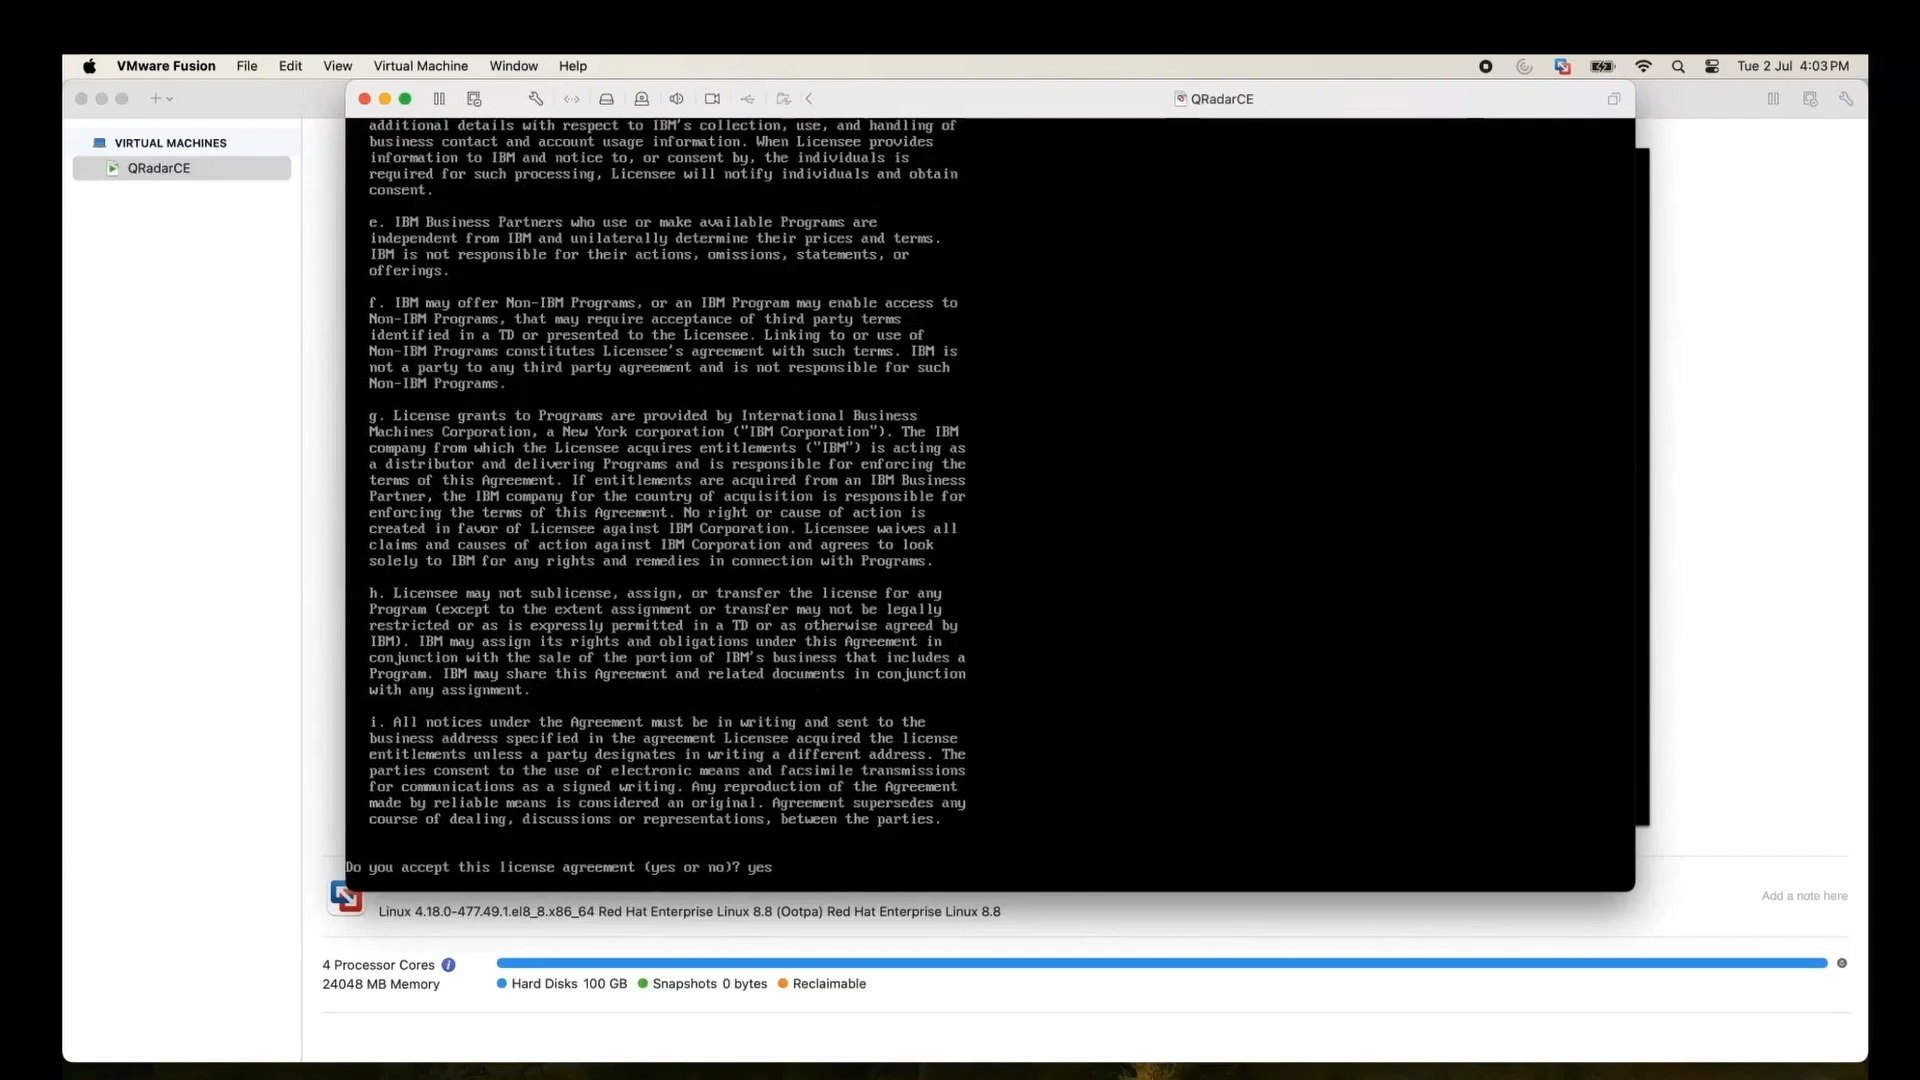 VMware Fusion File Edit View Virtual Machine Window Help Tue 2 Jul 4:03 PM
QRadarCE
VIRTUAL MACHINES
QRadarCE
additional details with respect to IBM's collection, use, and handling of
business contact and account usage information. When Licensee provides
information to IBM and notice to, or consent by, the individuals is
required for such processing, Licensee will notify individuals and obtain
consent.
e. IBM Business Partners who use or make available Programs are
independent from IBM and unilaterally determine their prices and terms.
IBM is not responsible for their actions, omissions, statements, or
offerings.
f. IBM may offer Non-IBM Programs, or an IBM Program may enable access to
Non-IBM Programs, that may require acceptance of third party terms
identified in a TD or presented to the Licensee. Linking to or use of
Non-IBM Programs constitutes Licensee's agreement with such terms. IBM is
not a party to any third party agreement and is not responsible for such
Non-IBM Programs.
g. License grants to Programs are provided by International Business
Machines Corporation, a New York corporation ("IBM Corporation"). The IBM
company from which the Licensee acquires entitlements ("IBM") is acting as
a distributor and delivering Programs and is responsible for enforcing the
terms of this Agreement. If entitlements are acquired from an IBM Business
Partner, the IBM company for the country of acquisition is responsible for
enforcing the terms of this Agreement. No right or cause of action is
created in favor of Licensee against IBM Corporation. Licensee waives all
claims and causes of action against IBM Corporation and agrees to look
solely to IBM for any rights and remedies in connection with Programs.
h. Licensee may not sublicense, assign, or transfer the license for any
Program (except to the extent assignment or transfer may not be legally
restricted or as is expressly permitted in a TD or as otherwise agreed by
IBM). IBM may assign its rights and obligations under this Agreement in
conjunction with the sale of the portion of IBM's business that includes a
Program. IBM may share this Agreement and related documents in conjunction
with any assignment.
i. All notices under the Agreement must be in writing and sent to the
business address specified in the agreement Licensee acquired the license
entitlements unless a party designates in writing a different address. The
parties consent to the use of electronic means and facsimile transmissions
for communications as a signed writing. Any reproduction of the Agreement
made by reliable means is considered an original. Agreement supersedes any
course of dealing, discussions or representations, between the parties.
Do you accept this license agreement (yes or no)? yes
Add a note here
Linux 4.18.0-477.49.1.el8_8.x86_64 Red Hat Enterprise Linux 8.8 (Ootpa) Red Hat Enterprise Linux 8.8
4 Processor Cores
24048 MB Memory
Hard Disks 100 GB Snapshots 0 bytes Reclaimable